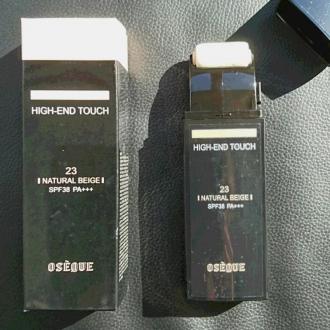 HIGH-END TOUCH
23
NATURAL BEIGE
SPF38 PA+++
OSÈQUE
HIGH-END TOUCH
23
NATURAL BEIGE
SPF38 PA+++
OSÈQUE